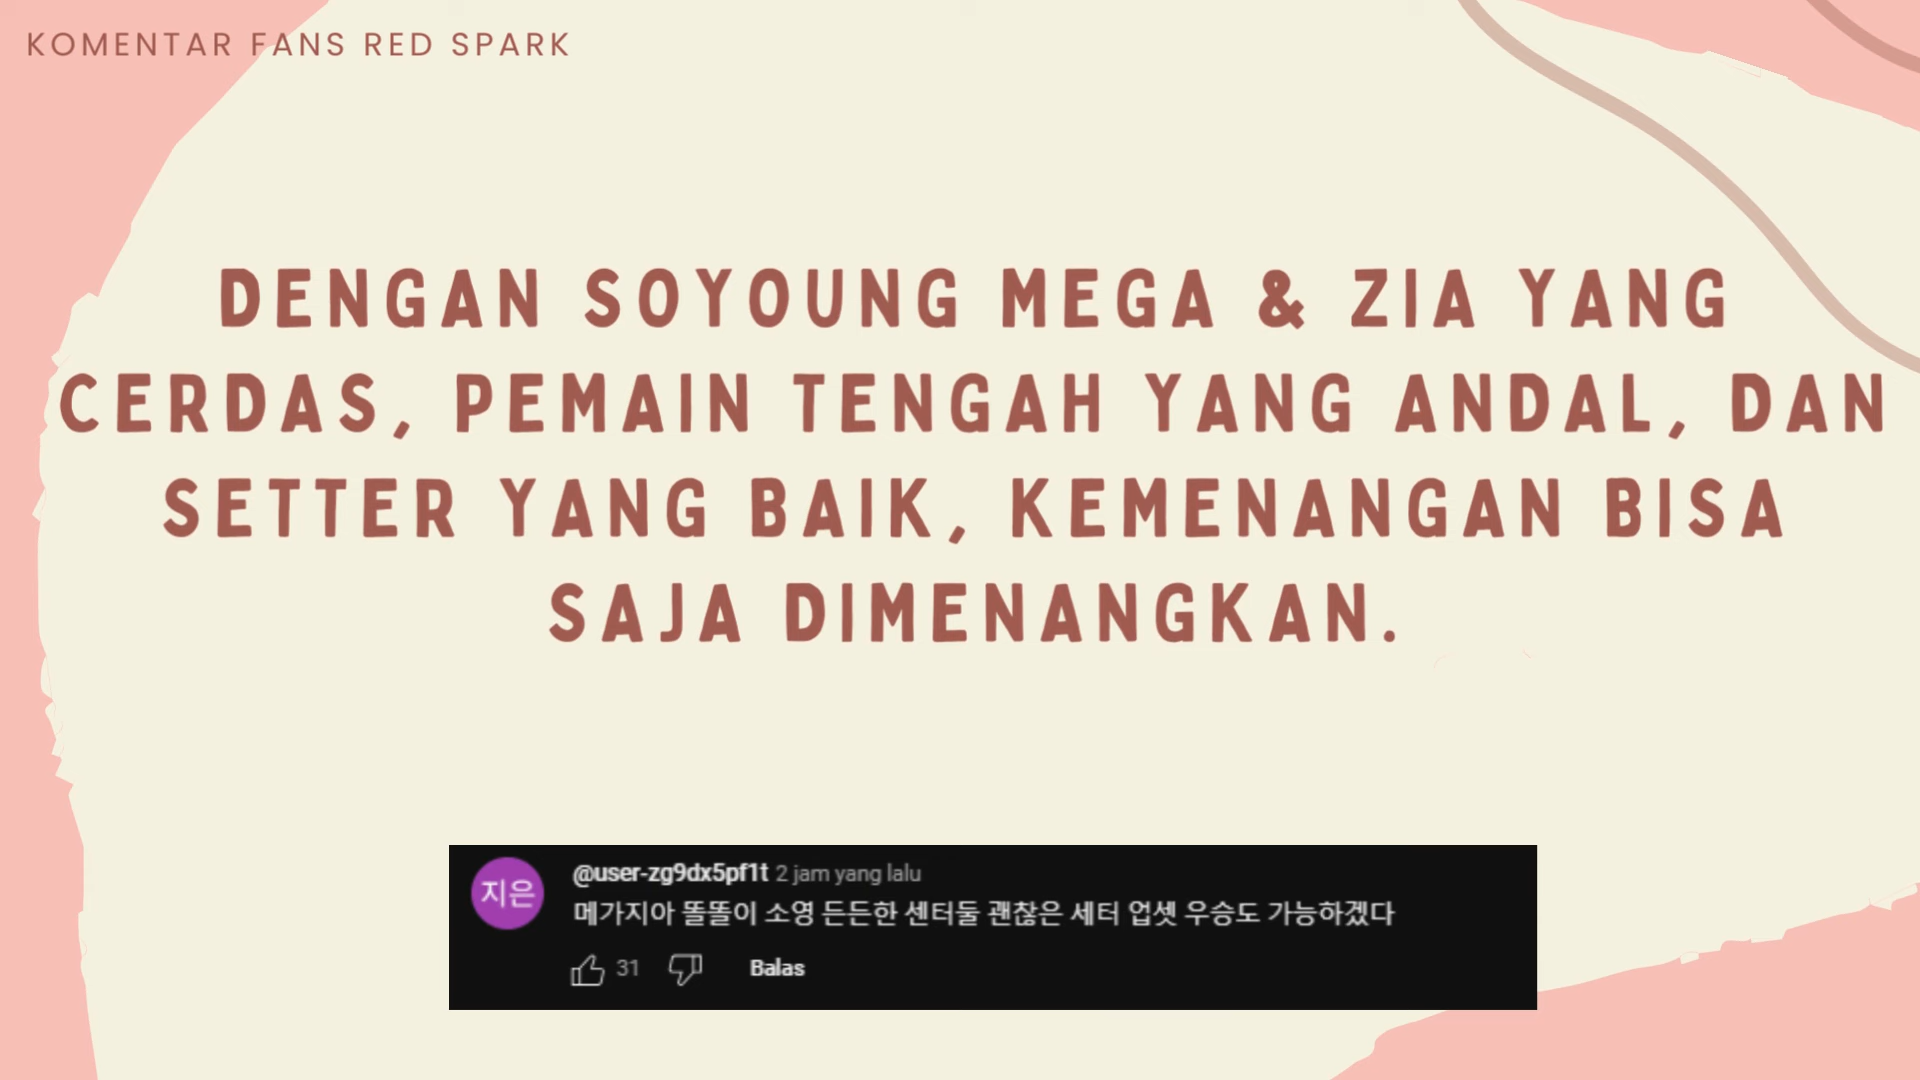 KOMENTAR FANS RED SPARK
DENGAN SOYOUNG MEGA & ZIA YANG
CERDAS, PEMAIN TENGAH YANG ANDAL, DAN
SETTER YANG BAIK, KEMENANGAN BISA
SAJA DIMENANGKAN.
지은
@user-zg9dx5pf1t 2 jam yang lalu
메가지아 똘똘이 소영 든든한 센터둘 괜찮은 세터 업셋 우승도 가능하겠다
31 Balas